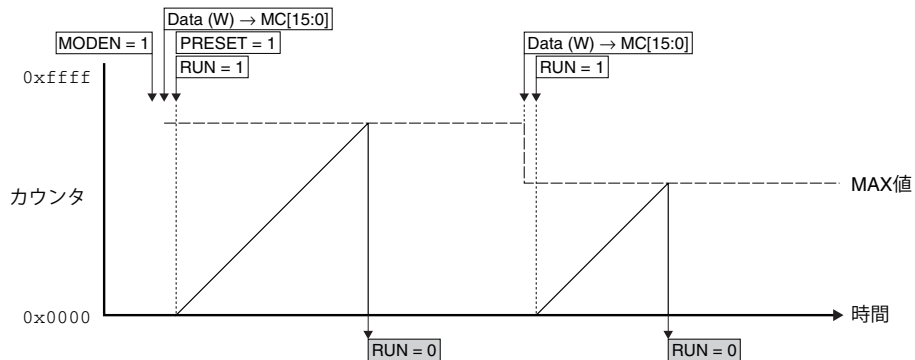 Data (W) → MC[15:0]
MODEN = 1
PRESET = 1
Data (W) → MC[15:0]
RUN = 1
RUN = 1
0xffff
カウンタ
MAX値
0x0000
時間
RUN = 0
RUN = 0